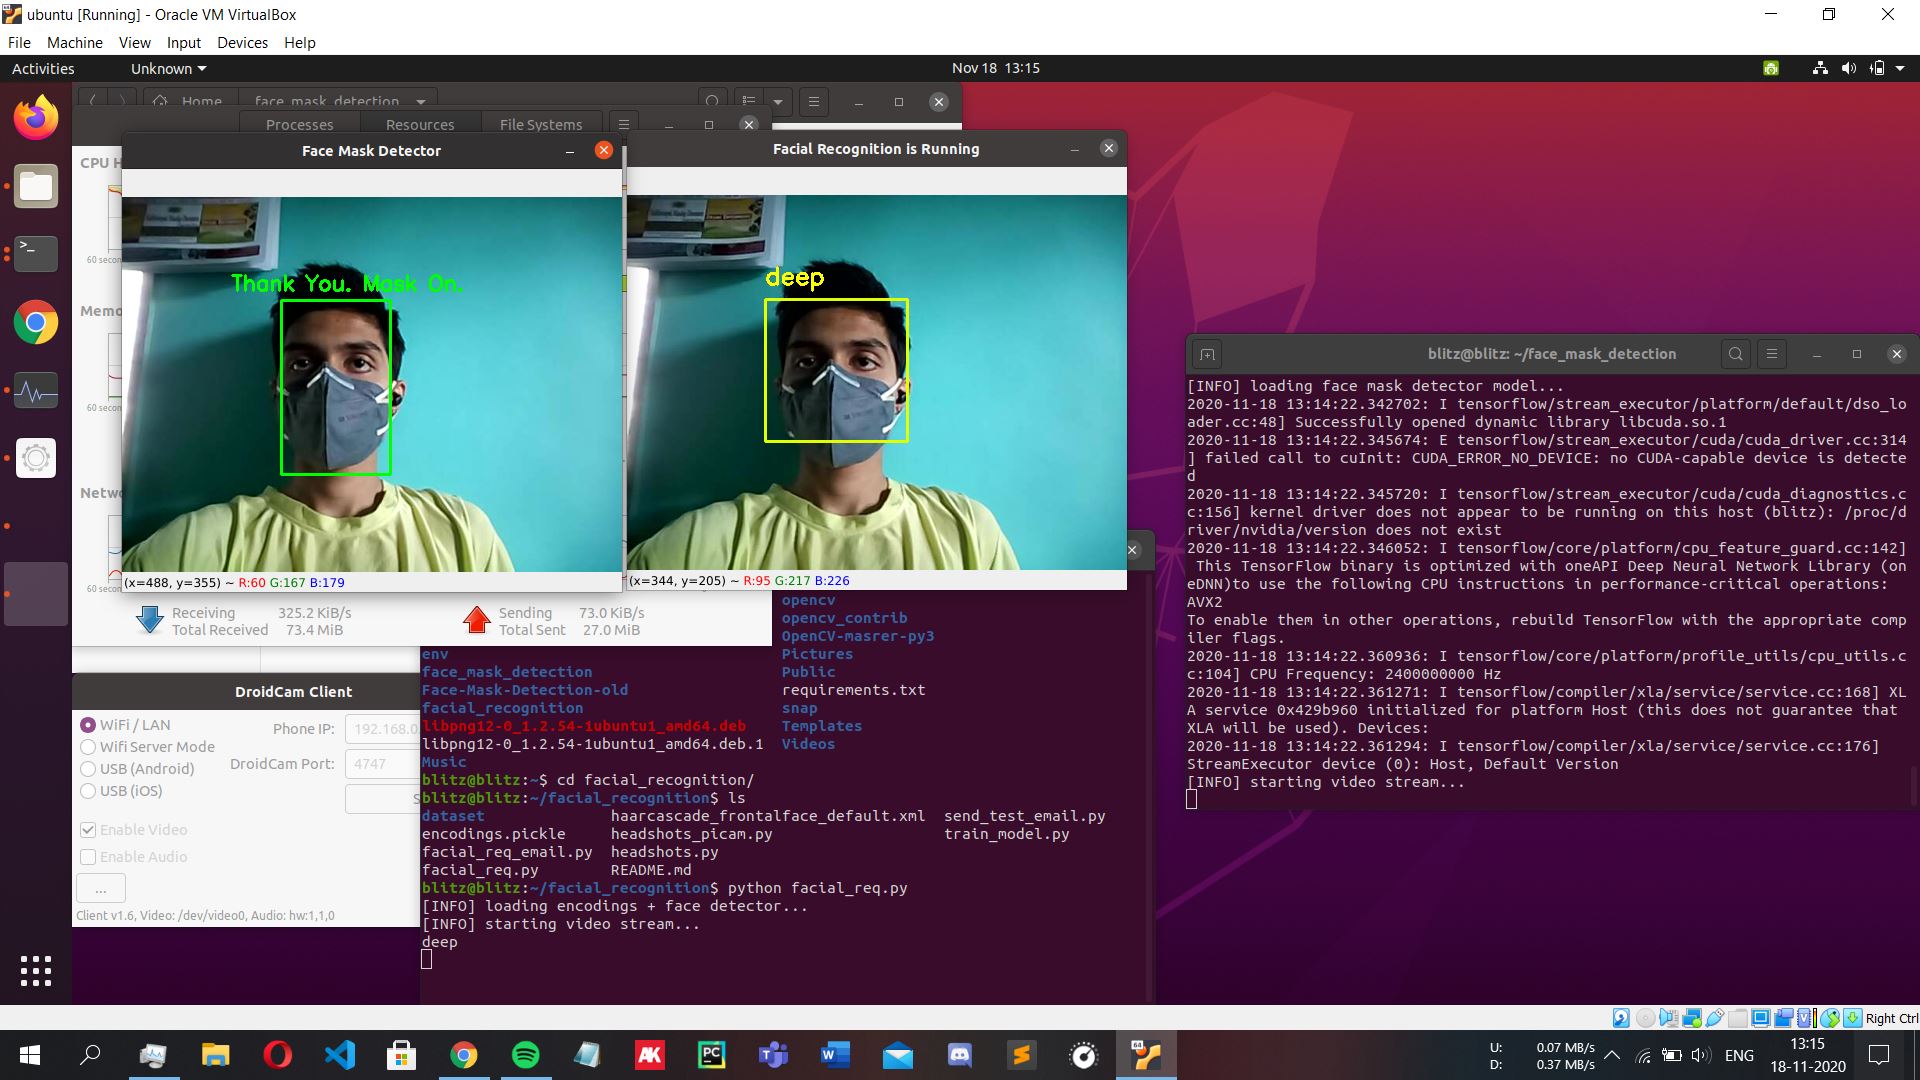 ubuntu [Running] - Oracle VM VirtualBox
File Machine View Input Devices Help
Activities Unknown Nov 18 13:15
Home face_mask_detection
Processes Resources File Systems
CPU H
60 secon
Memo
60 secon
Netwo
60 secon
Face Mask Detector
Thank You. Mask On.
(x=488, y=355) ~ R:60 G:167 B:179
Facial Recognition is Running
deep
(x=344, y=205) ~ R:95 G:217 B:226
Receiving 325.2 KiB/s
Total Received 73.4 MiB
Sending 73.0 KiB/s
Total Sent 27.0 MiB
DroidCam Client
WiFi / LAN
Wifi Server Mode
USB (Android)
USB (iOS)
Phone IP: 192.168.0
DroidCam Port: 4747
S
Enable Video
Enable Audio
...
Client v1.6, Video: /dev/video0, Audio: hw:1,1,0
opencv
opencv_contrib
OpenCV-masrer-py3
env Pictures
face_mask_detection Public
Face-Mask-Detection-old requirements.txt
facial_recognition snap
libpng12-0_1.2.54-1ubuntu1_amd64.deb Templates
libpng12-0_1.2.54-1ubuntu1_amd64.deb.1 Videos
Music
blitz@blitz:~$ cd facial_recognition/
blitz@blitz:~/facial_recognition$ ls
dataset haarcascade_frontalface_default.xml send_test_email.py
encodings.pickle headshots_picam.py train_model.py
facial_req_email.py headshots.py
facial_req.py README.md
blitz@blitz:~/facial_recognition$ python facial_req.py
[INFO] loading encodings + face detector...
[INFO] starting video stream...
deep
blitz@blitz: ~/face_mask_detection
[INFO] loading face mask detector model...
2020-11-18 13:14:22.342702: I tensorflow/stream_executor/platform/default/dso_lo
ader.cc:48] Successfully opened dynamic library libcuda.so.1
2020-11-18 13:14:22.345674: E tensorflow/stream_executor/cuda/cuda_driver.cc:314
] failed call to cuInit: CUDA_ERROR_NO_DEVICE: no CUDA-capable device is detecte
d
2020-11-18 13:14:22.345720: I tensorflow/stream_executor/cuda/cuda_diagnostics.c
c:156] kernel driver does not appear to be running on this host (blitz): /proc/d
river/nvidia/version does not exist
2020-11-18 13:14:22.346052: I tensorflow/core/platform/cpu_feature_guard.cc:142]
This TensorFlow binary is optimized with oneAPI Deep Neural Network Library (on
eDNN)to use the following CPU instructions in performance-critical operations:
AVX2
To enable them in other operations, rebuild TensorFlow with the appropriate comp
iler flags.
2020-11-18 13:14:22.360936: I tensorflow/core/platform/profile_utils/cpu_utils.c
c:104] CPU Frequency: 2400000000 Hz
2020-11-18 13:14:22.361271: I tensorflow/compiler/xla/service/service.cc:168] XL
A service 0x429b960 initialized for platform Host (this does not guarantee that
XLA will be used). Devices:
2020-11-18 13:14:22.361294: I tensorflow/compiler/xla/service/service.cc:176]
StreamExecutor device (0): Host, Default Version
[INFO] starting video stream...
Right Ctrl
U: 0.07 MB/s
D: 0.37 MB/s
ENG
13:15
18-11-2020